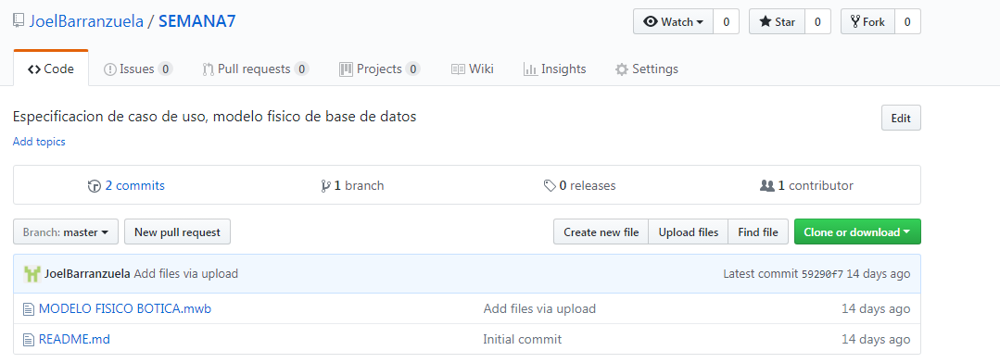 JoelBarranzuela / SEMANA7 Watch 0 Star 0 Fork 0
Code Issues 0 Pull requests 0 Projects 0 Wiki Insights Settings
Especificacion de caso de uso, modelo fisico de base de datos Edit
Add topics
2 commits 1 branch 0 releases 1 contributor
Branch: master New pull request Create new file Upload files Find file Clone or download
JoelBarranzuela Add files via upload Latest commit 59290f7 14 days ago
MODELO FISICO BOTICA.mwb Add files via upload 14 days ago
README.md Initial commit 14 days ago